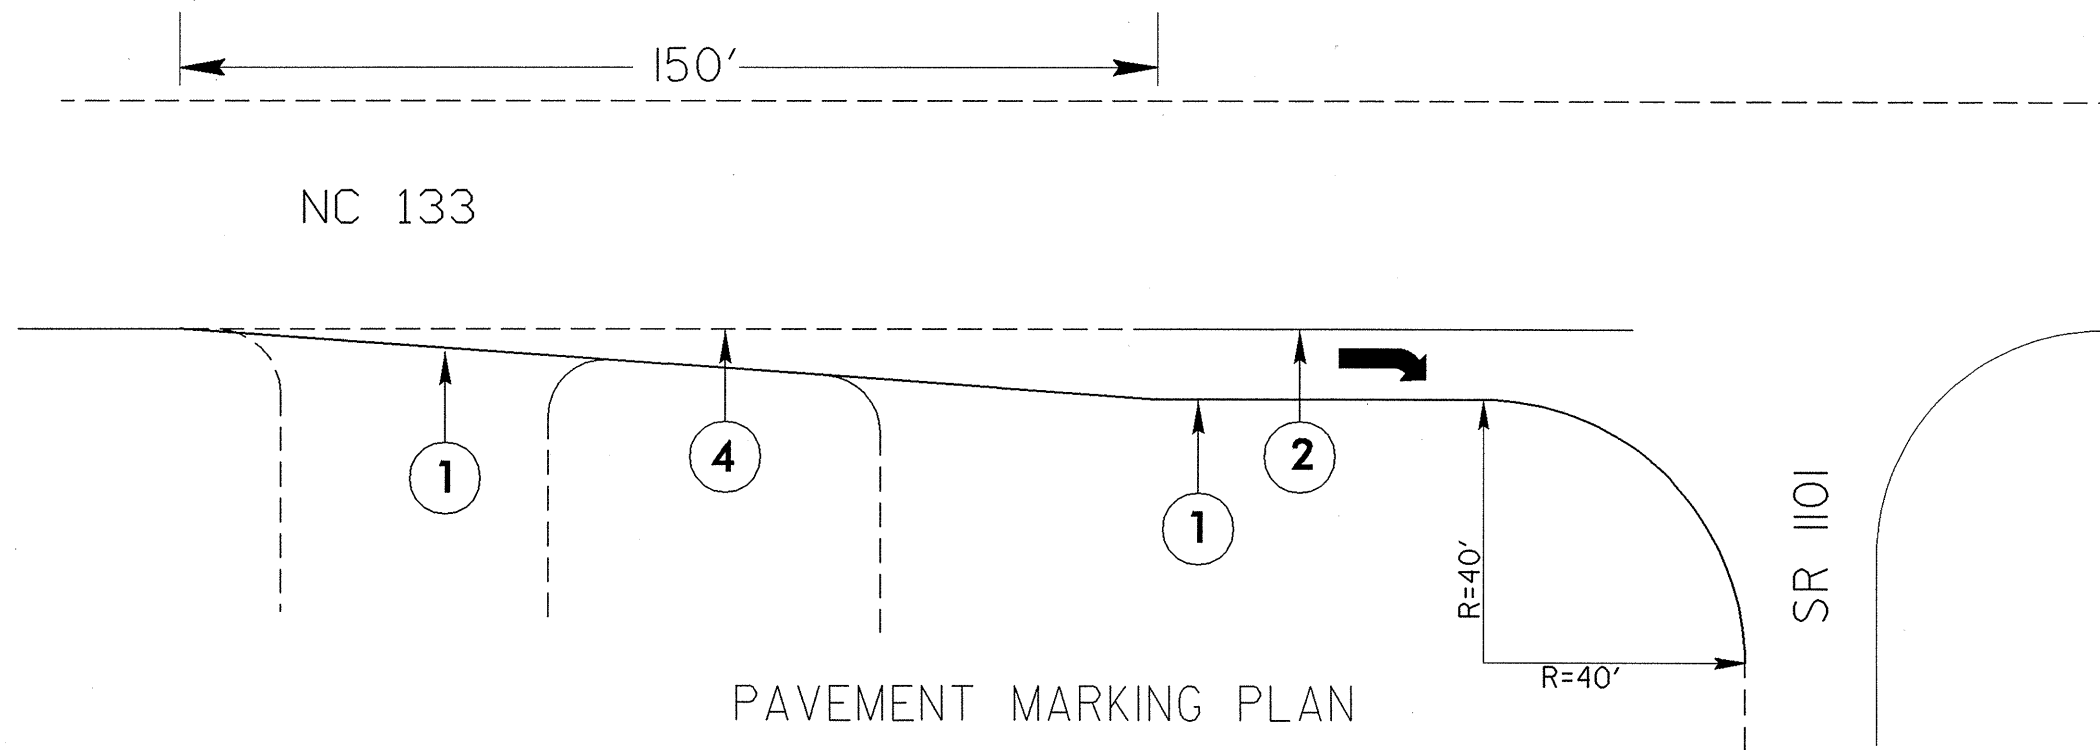 150'
NC 133
1
4
2
1
SR 1101
R=40'
R=40'
PAVEMENT MARKING PLAN